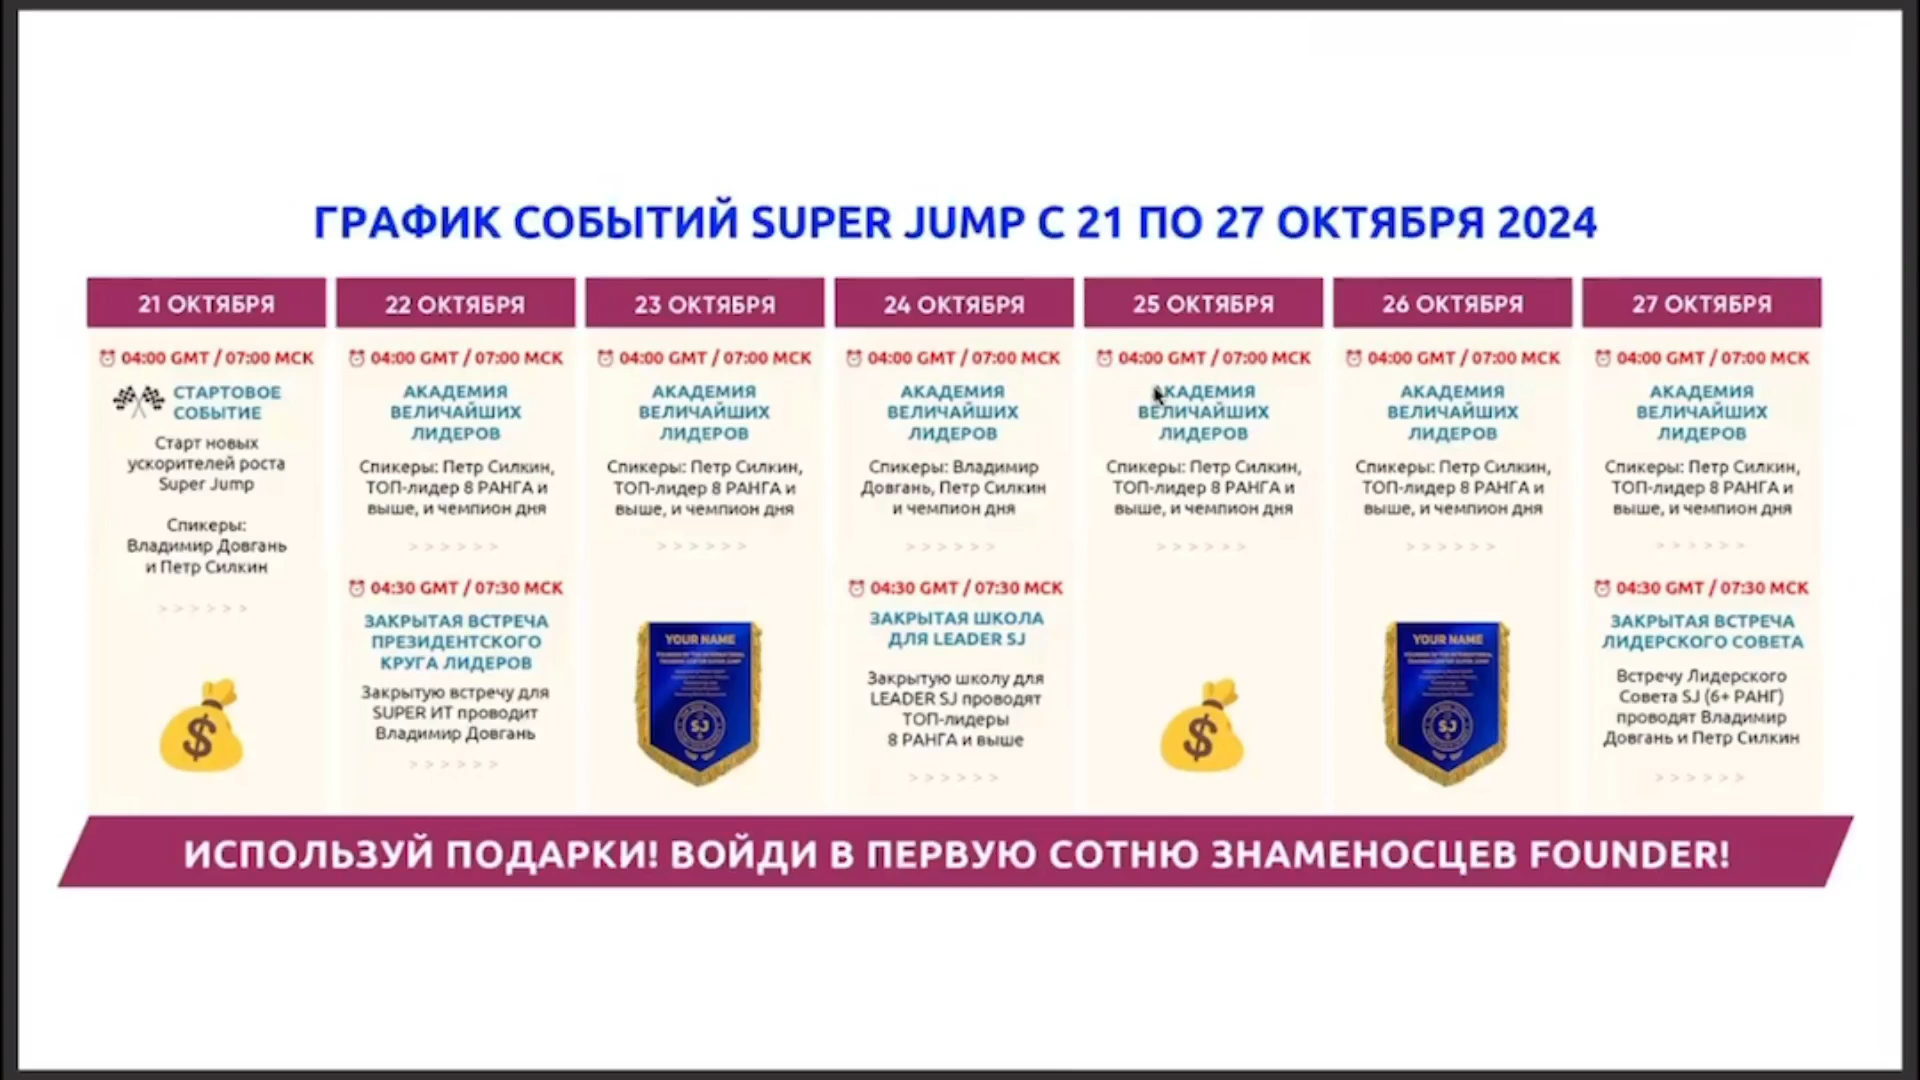 ГРАФИК СОБЫТИЙ SUPER JUMP С 21 ПО 27 ОКТЯБРЯ 2024
21 ОКТЯБРЯ
04:00 GMT / 07:00 МСК
СТАРТОВОЕ
СОБЫТИЕ
Старт новых
ускорителей роста
Super Jump
Спикеры:
Владимир Довгань
и Петр Силкин
> > > > > >
22 ОКТЯБРЯ
04:00 GMT / 07:00 МСК
АКАДЕМИЯ
ВЕЛИЧАЙШИХ
ЛИДЕРОВ
Спикеры: Петр Силкин,
ТОП-лидер 8 РАНГА и
выше, и чемпион дня
> > > > > >
04:30 GMT / 07:30 МСК
ЗАКРЫТАЯ ВСТРЕЧА
ПРЕЗИДЕНТСКОГО
КРУГА ЛИДЕРОВ
Закрытую встречу для
SUPER ИТ проводит
Владимир Довгань
> > > > > >
23 ОКТЯБРЯ
04:00 GMT / 07:00 МСК
АКАДЕМИЯ
ВЕЛИЧАЙШИХ
ЛИДЕРОВ
Спикеры: Петр Силкин,
ТОП-лидер 8 РАНГА и
выше, и чемпион дня
> > > > > >
YOUR NAME
SJ
24 ОКТЯБРЯ
04:00 GMT / 07:00 МСК
АКАДЕМИЯ
ВЕЛИЧАЙШИХ
ЛИДЕРОВ
Спикеры: Владимир
Довгань, Петр Силкин
и чемпион дня
> > > > > >
04:30 GMT / 07:30 МСК
ЗАКРЫТАЯ ШКОЛА
ДЛЯ LEADER SJ
Закрытую школу для
LEADER SJ проводят
ТОП-лидеры
8 РАНГА и выше
> > > > > >
25 ОКТЯБРЯ
04:00 GMT / 07:00 МСК
АКАДЕМИЯ
ВЕЛИЧАЙШИХ
ЛИДЕРОВ
Спикеры: Петр Силкин,
ТОП-лидер 8 РАНГА и
выше, и чемпион дня
> > > > > >
26 ОКТЯБРЯ
04:00 GMT / 07:00 МСК
АКАДЕМИЯ
ВЕЛИЧАЙШИХ
ЛИДЕРОВ
Спикеры: Петр Силкин,
ТОП-лидер 8 РАНГА и
выше, и чемпион дня
> > > > > >
YOUR NAME
SJ
27 ОКТЯБРЯ
04:00 GMT / 07:00 МСК
АКАДЕМИЯ
ВЕЛИЧАЙШИХ
ЛИДЕРОВ
Спикеры: Петр Силкин,
ТОП-лидер 8 РАНГА и
выше, и чемпион дня
> > > > > >
04:30 GMT / 07:30 МСК
ЗАКРЫТАЯ ВСТРЕЧА
ЛИДЕРСКОГО СОВЕТА
Встречу Лидерского
Совета SJ (6+ РАНГ)
проводят Владимир
Довгань и Петр Силкин
> > > > > >
ИСПОЛЬЗУЙ ПОДАРКИ! ВОЙДИ В ПЕРВУЮ СОТНЮ ЗНАМЕНОСЦЕВ FOUNDER!